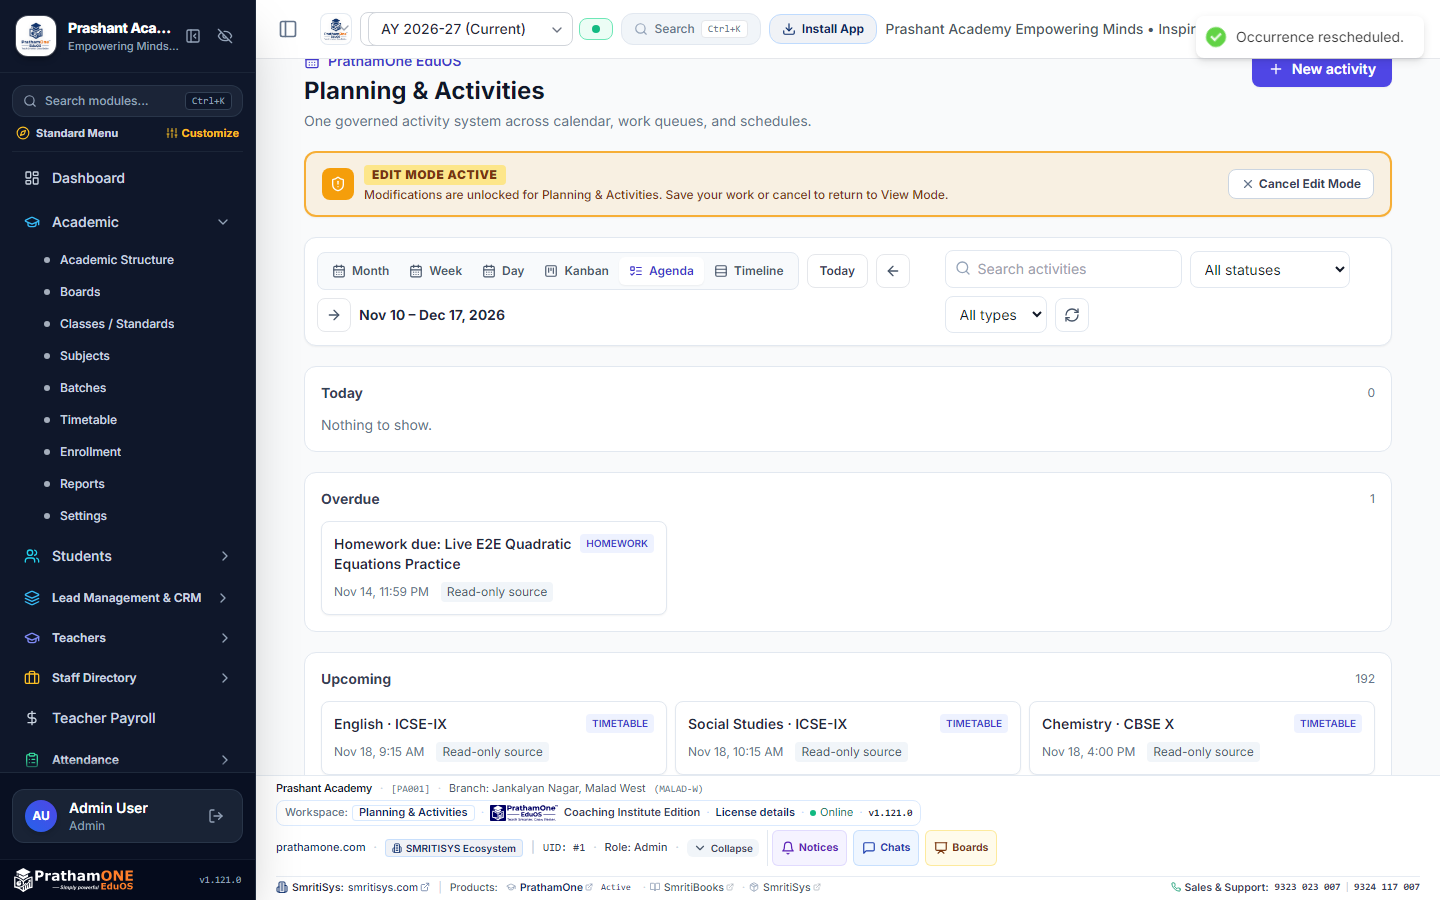 Prashant Aca...
Empowering Minds...
Search modules... Ctrl+K
Standard Menu Customize
Dashboard
Academic
Academic Structure
Boards
Classes / Standards
Subjects
Batches
Timetable
Enrollment
Reports
Settings
Students
Lead Management & CRM
Teachers
Staff Directory
Teacher Payroll
Attendance
AU Admin User
Admin
PrathamONE
Simply powerful EduOS
v1.121.0
AY 2026-27 (Current) Search Ctrl+K Install App Prashant Academy Empowering Minds • Inspir
Occurrence rescheduled.
PrathamOne EduOS
Planning & Activities
One governed activity system across calendar, work queues, and schedules.
+ New activity
EDIT MODE ACTIVE
Modifications are unlocked for Planning & Activities. Save your work or cancel to return to View Mode.
Cancel Edit Mode
Month Week Day Kanban Agenda Timeline Today
Search activities All statuses
Nov 10 – Dec 17, 2026
All types
Today 0
Nothing to show.
Overdue 1
Homework due: Live E2E Quadratic Equations Practice HOMEWORK
Nov 14, 11:59 PM Read-only source
Upcoming 192
English · ICSE-IX TIMETABLE
Nov 18, 9:15 AM Read-only source
Social Studies · ICSE-IX TIMETABLE
Nov 18, 10:15 AM Read-only source
Chemistry · CBSE X TIMETABLE
Nov 18, 4:00 PM Read-only source
Prashant Academy · [PA001] · Branch: Jankalyan Nagar, Malad West (MALAD-W)
Workspace: Planning & Activities · PrathamOne EduOS Coaching Institute Edition · License details · Online · v1.121.0
prathamone.com · SMRITISYS Ecosystem | UID: #1 · Role: Admin · Collapse Notices Chats Boards
SmritiSys: smritisys.com | Products: PrathamOne Active · SmritiBooks · SmritiSys
Sales & Support: 9323 023 007 | 9324 117 007